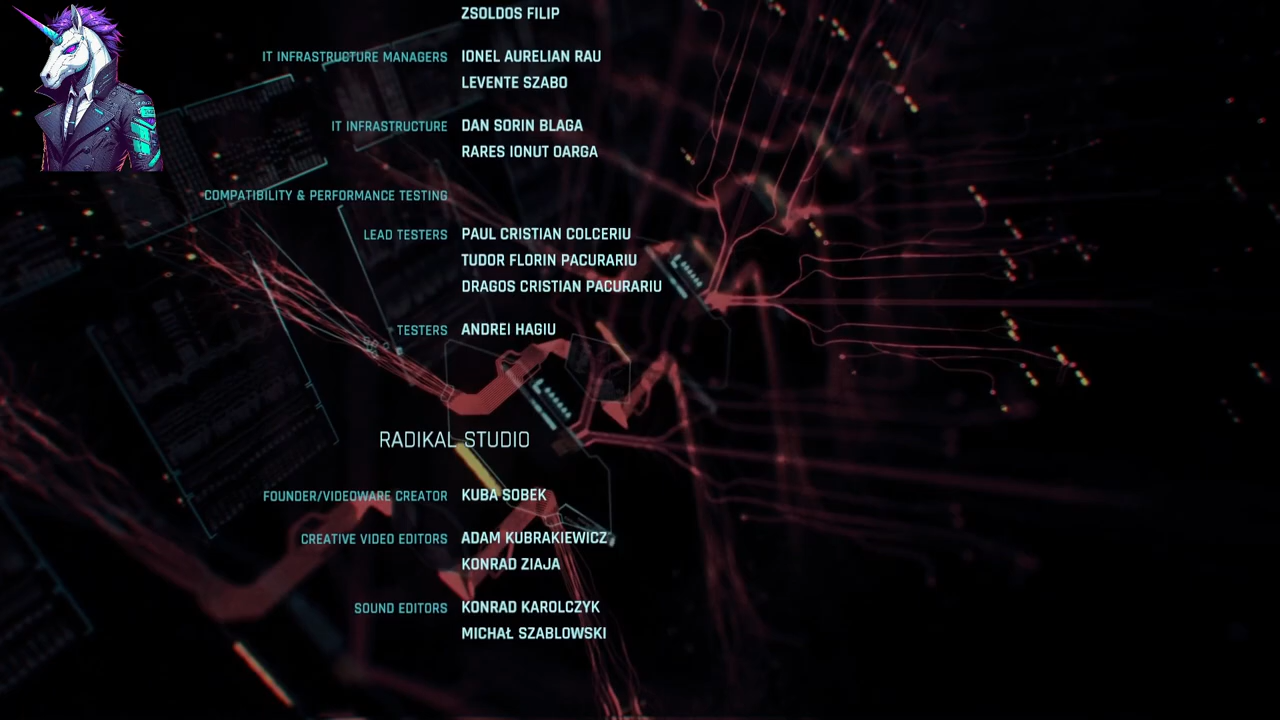 ZSOLDOS FILIP
IT INFRASTRUCTURE MANAGERS IONEL AURELIAN RAU
LEVENTE SZABO
IT INFRASTRUCTURE DAN SORIN BLAGA
RARES IONUT OARGA
COMPATIBILITY & PERFORMANCE TESTING
LEAD TESTERS PAUL CRISTIAN COLCERIU
TUDOR FLORIN PACURARIU
DRAGOS CRISTIAN PACURARIU
TESTERS ANDREI HAGIU
RADIKAL STUDIO
FOUNDER/VIDEOWARE CREATOR KUBA SOBEK
CREATIVE VIDEO EDITORS ADAM KUBRAKIEWICZ
KONRAD ZIAJA
SOUND EDITORS KONRAD KAROLCZYK
MICHAŁ SZABLOWSKI